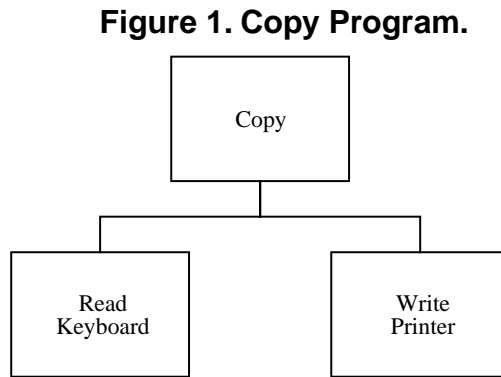 Figure 1. Copy Program.
Copy
Read
Keyboard
Write
Printer